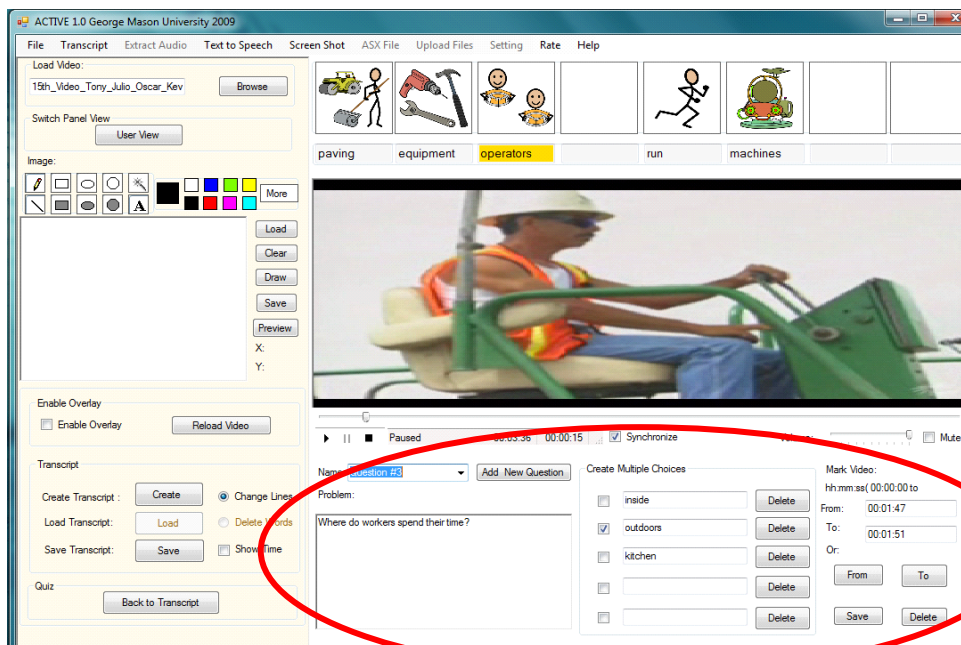 ACTIVE 1.0 George Mason University 2009
File Transcript Extract Audio Text to Speech Screen Shot ASX File Upload Files Setting Rate Help
Load Video:
15th_Video_Tony_Julio_Oscar_Kev
Browse
Switch Panel View
User View
Image:
A
More
Load
Clear
Draw
Save
Preview
X:
Y:
Enable Overlay
Enable Overlay
Reload Video
Transcript
Create Transcript :
Create
Change Lines
Load Transcript:
Load
Delete Words
Save Transcript:
Save
Show Time
Quiz
Back to Transcript
paving equipment operators run machines
Paused 00:03:36 00:00:15 Synchronize Mute
Name: Question #3
Add New Question
Problem:
Where do workers spend their time?
Create Multiple Choices
inside Delete
outdoors Delete
kitchen Delete
Delete
Delete
Mark Video:
hh:mm:ss( 00:00:00 to
From: 00:01:47
To: 00:01:51
Or:
From To
Save Delete